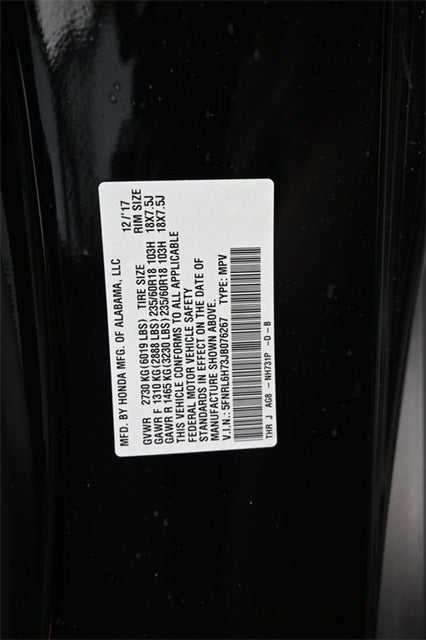 MFD. BY HONDA MFG. OF ALABAMA, LLC 12/'17
GVWR 2730 KG (6019 LBS) TIRE SIZE RIM SIZE
GAWR F 1310 KG (2888 LBS) 235/60R18 103H 18X7.5J
GAWR R 1465 KG (3230 LBS) 235/60R18 103H 18X7.5J
THIS VEHICLE CONFORMS TO ALL APPLICABLE
FEDERAL MOTOR VEHICLE SAFETY
STANDARDS IN EFFECT ON THE DATE OF
MANUFACTURE SHOWN ABOVE.
V.I.N.: 5FNRL6H73JB076267 TYPE: MPV
THR J AG8 - NH731P -D-B